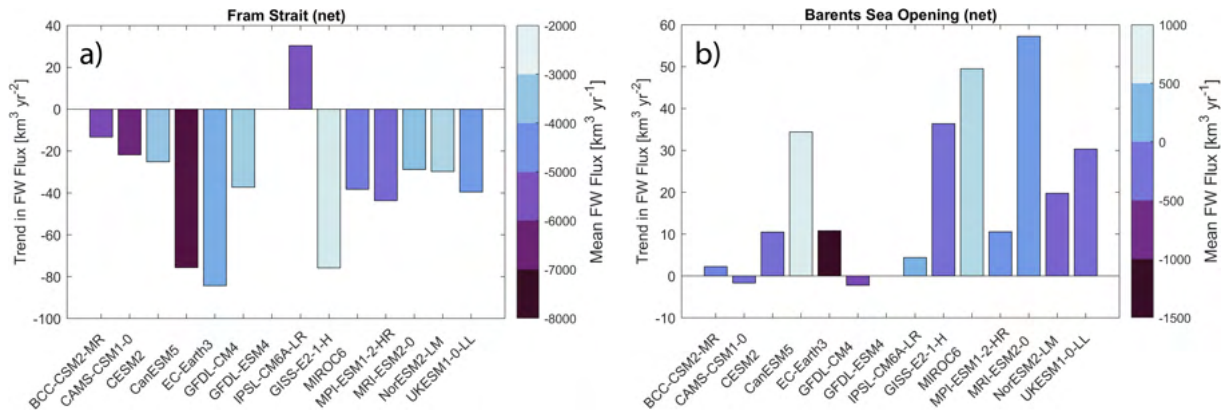 Fram Strait (net)
a)
Trend in FW Flux [km³ yr⁻²]
40
20
0
-20
-40
-60
-80
-100
BCC-CSM2-MR
CAMS-CSM1-0
CESM2
CanESM5
EC-Earth3
GFDL-CM4
GFDL-ESM4
IPSL-CM6A-LR
GISS-E2-1-H
MIROC6
MPI-ESM1-2-HR
MRI-ESM2-0
NorESM2-LM
UKESM1-0-LL
-2000
-3000
-4000
-5000
-6000
-7000
-8000
Mean FW Flux [km³ yr⁻¹]
Barents Sea Opening (net)
b)
Trend in FW Flux [km³ yr⁻²]
60
50
40
30
20
10
0
-10
BCC-CSM2-MR
CAMS-CSM1-0
CESM2
CanESM5
EC-Earth3
GFDL-CM4
GFDL-ESM4
IPSL-CM6A-LR
GISS-E2-1-H
MIROC6
MPI-ESM1-2-HR
MRI-ESM2-0
NorESM2-LM
UKESM1-0-LL
1000
500
0
-500
-1000
-1500
Mean FW Flux [km³ yr⁻¹]